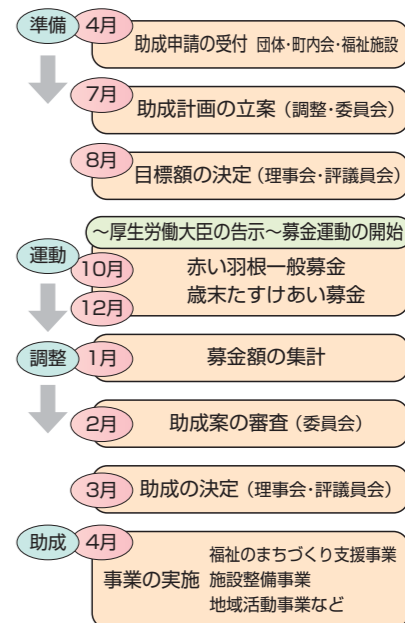 準備 4月 助成申請の受付 団体・町内会・福祉施設
7月 助成計画の立案（調整・委員会）
8月 目標額の決定（理事会・評議員会）
～厚生労働大臣の告示～募金運動の開始
運動 10月 赤い羽根一般募金
12月 歳末たすけあい募金
調整 1月 募金額の集計
2月 助成案の審査（委員会）
3月 助成の決定（理事会・評議員会）
助成 4月 福祉のまちづくり支援事業
事業の実施 施設整備事業
地域活動事業など